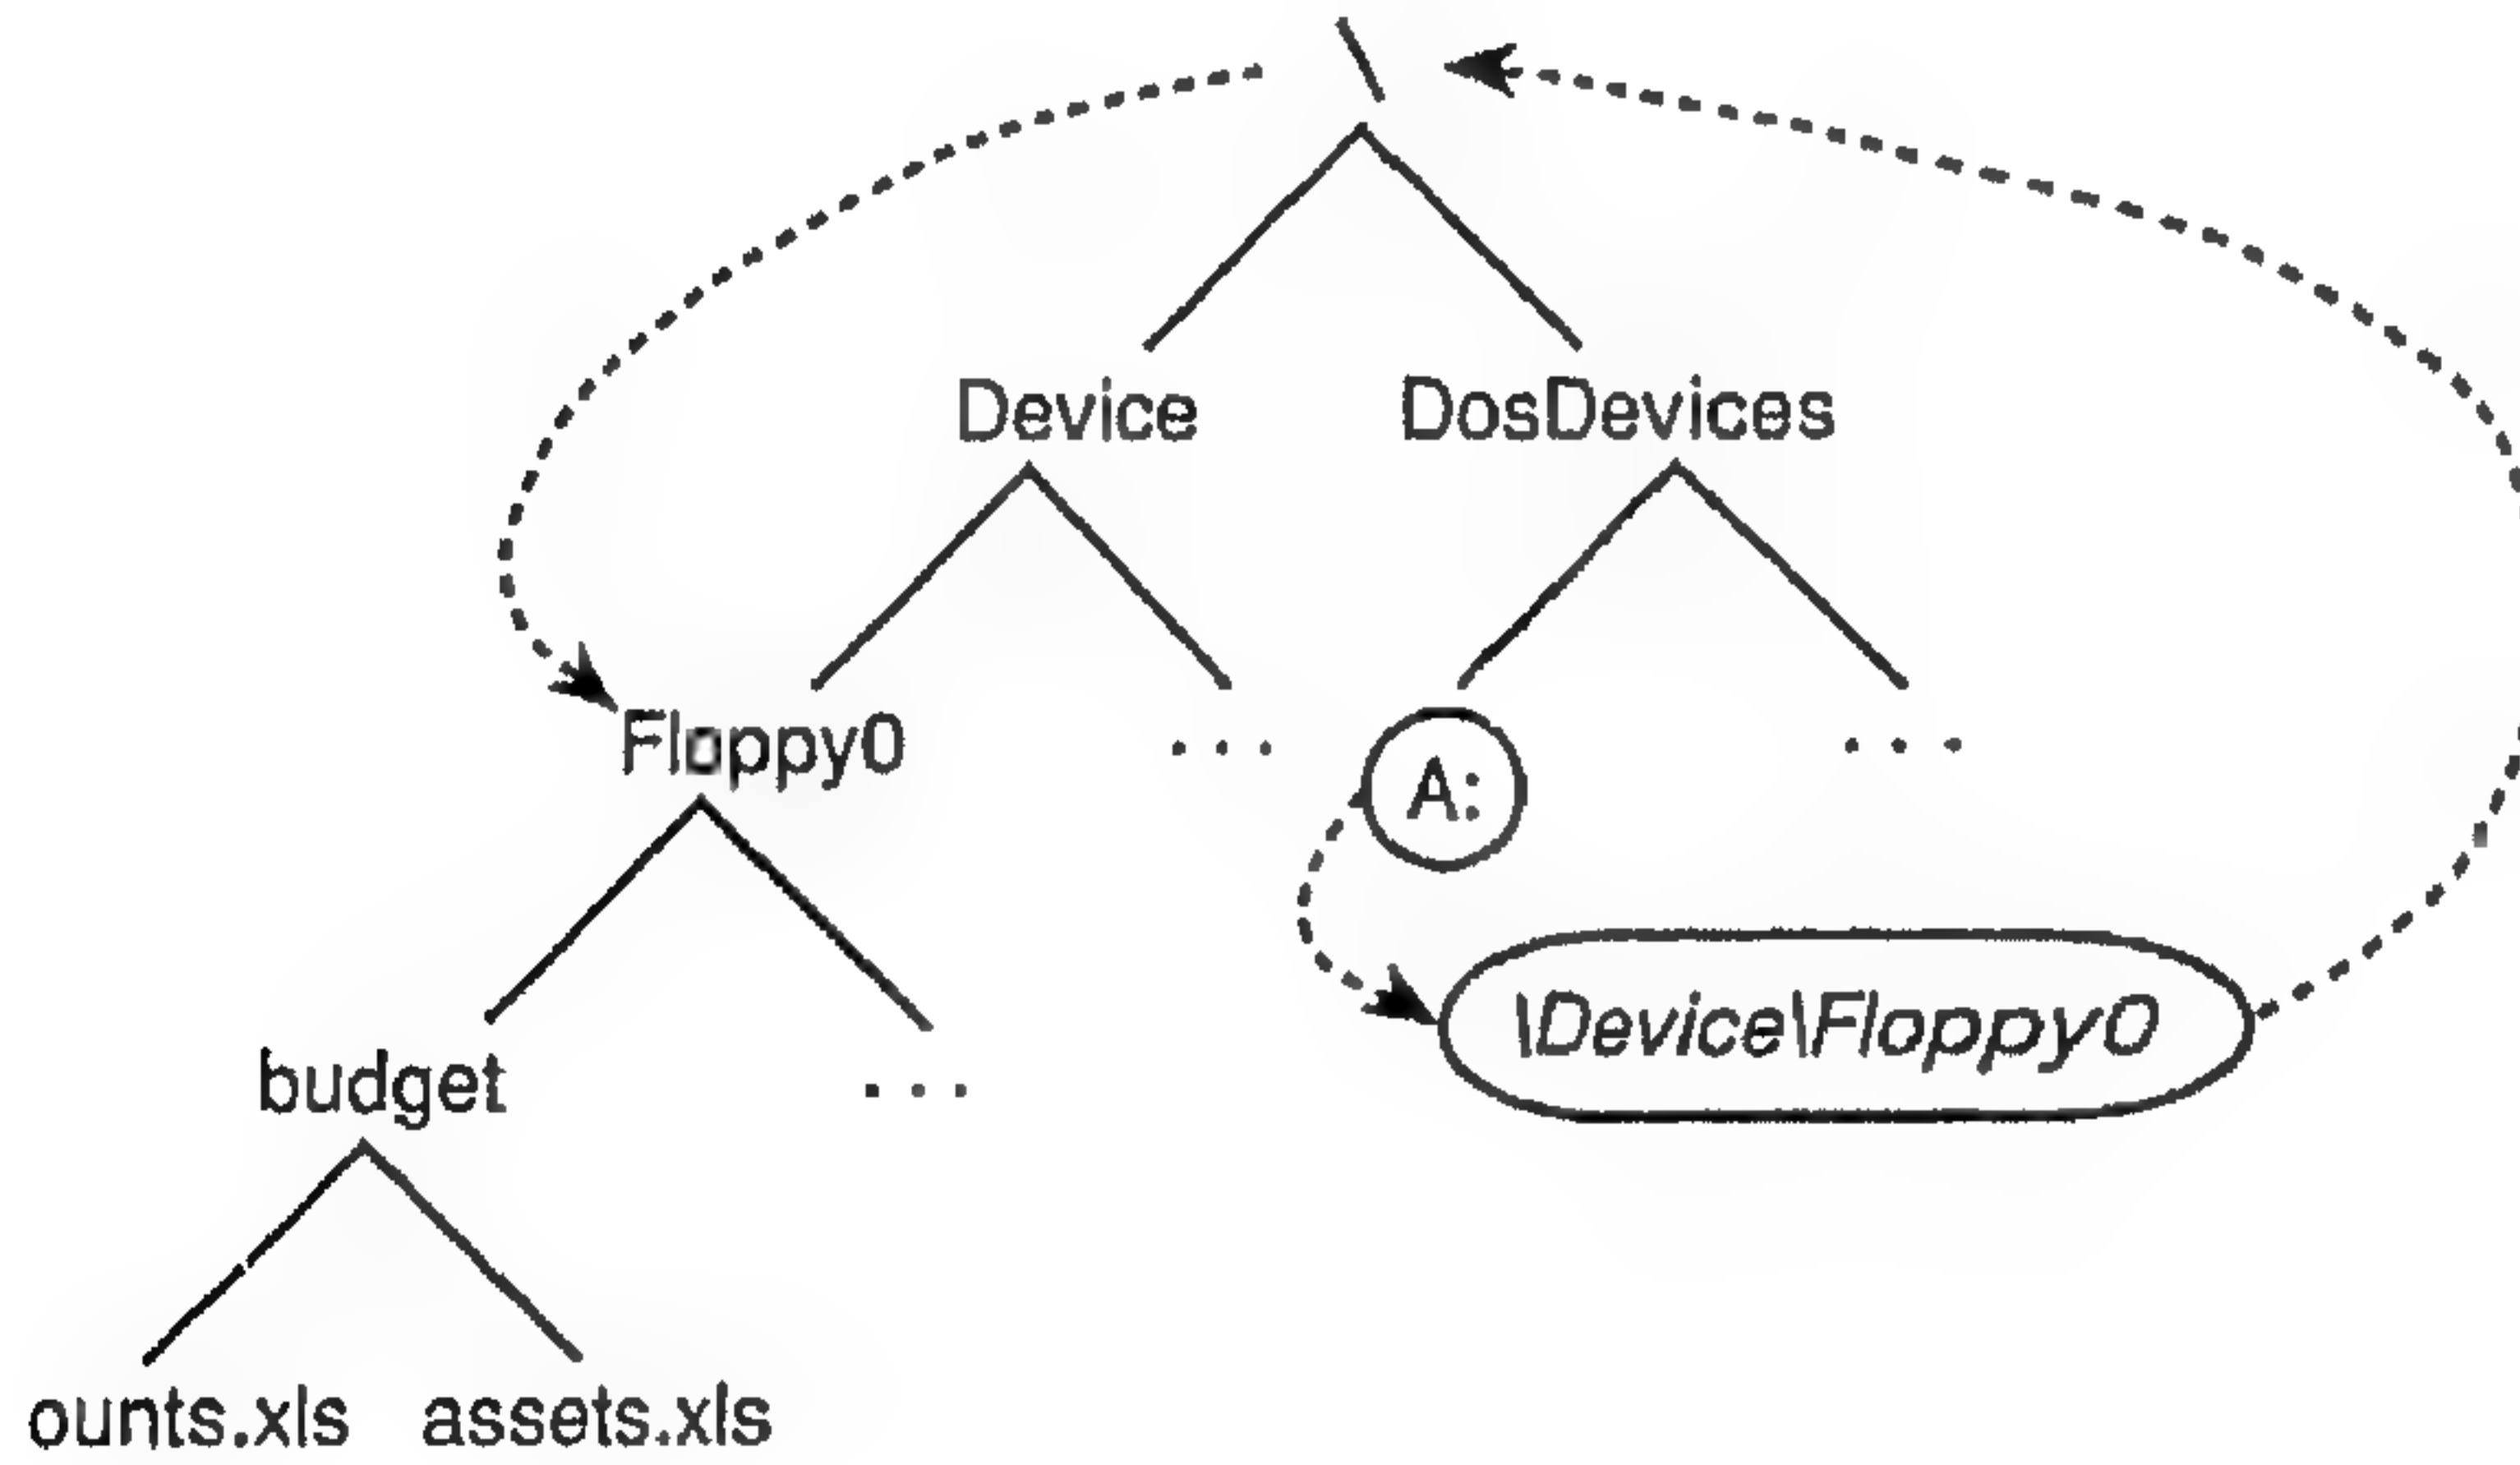 \
Device DosDevices
Floppy0 ... A: ...
\Device\Floppy0
budget ...
ounts.xls assets.xls